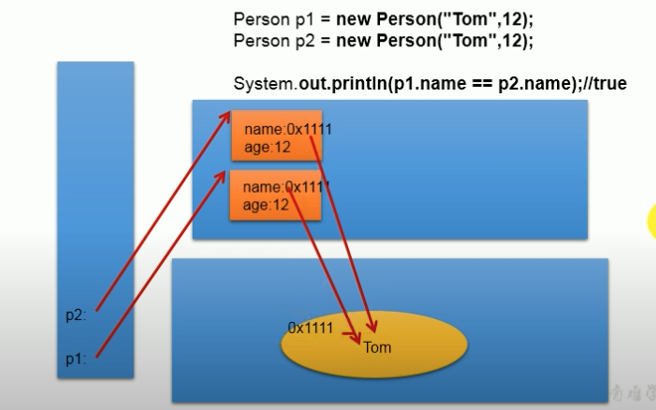 Person p1 = new Person("Tom",12);
Person p2 = new Person("Tom",12);
System.out.println(p1.name == p2.name);//true
name:0x1111
age:12
name:0x1111
age:12
p2:
p1:
0x1111
Tom